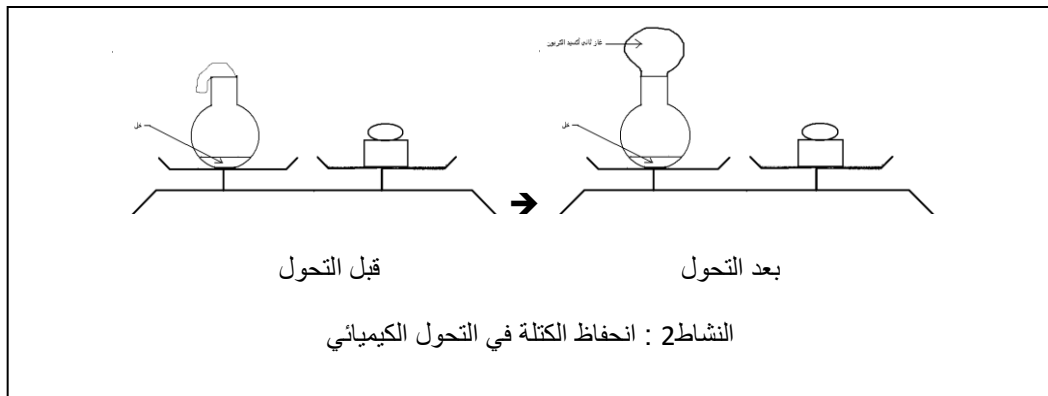 غاز ثاني أكسيد الكربون
خل
خل
قبل التحول
بعد التحول
النشاط2 : انحفاظ الكتلة في التحول الكيميائي